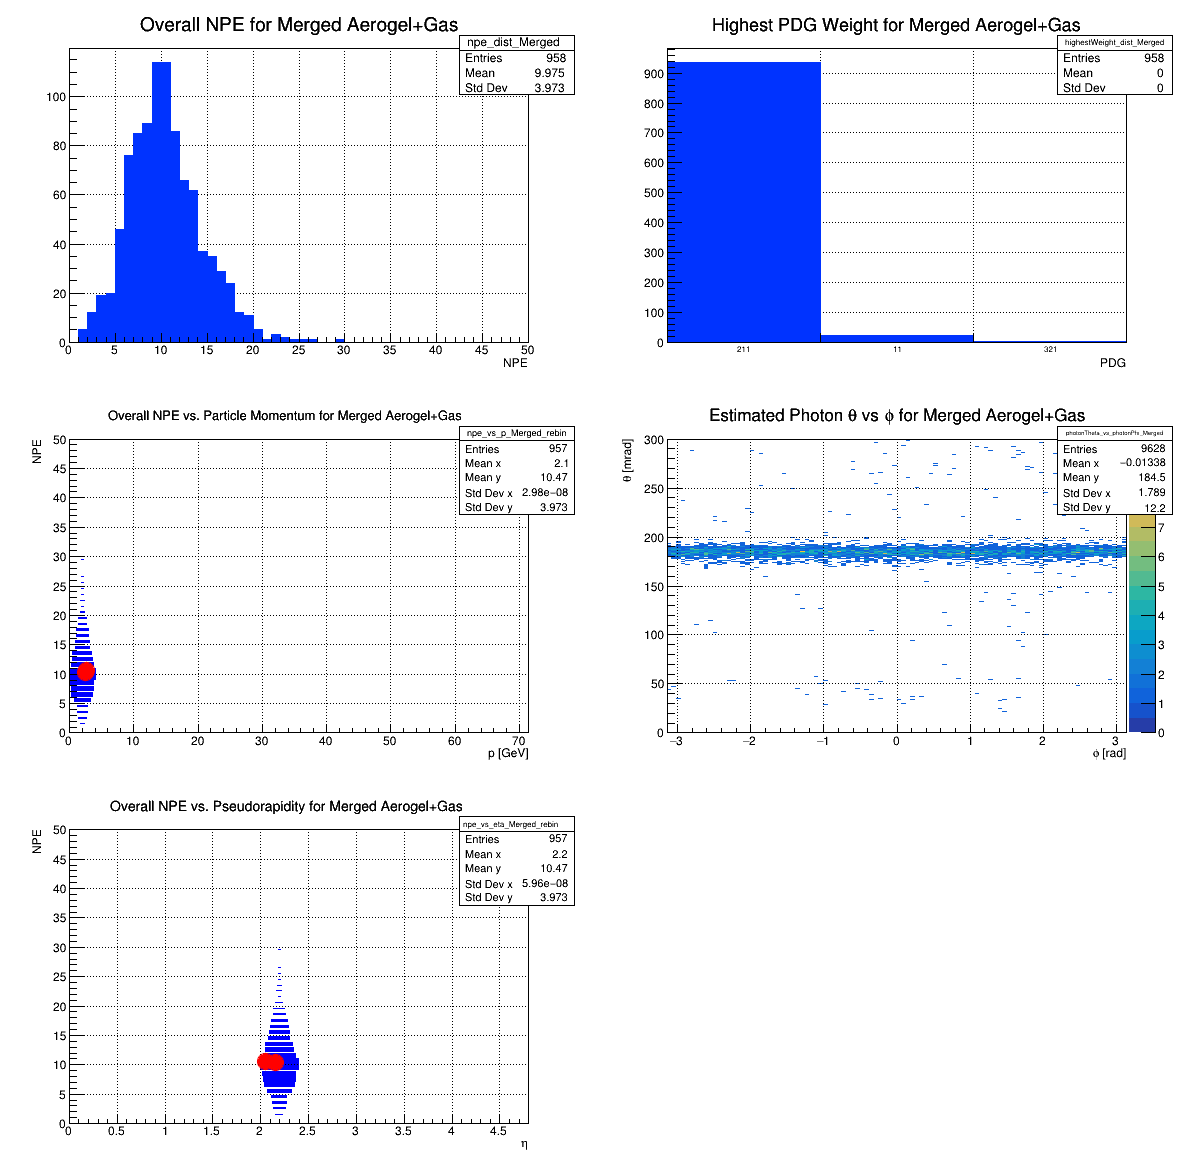 Overall NPE for Merged Aerogel+Gas
npe_dist_Merged
Entries 958
Mean 9.975
Std Dev 3.973
100
80
60
40
20
0
0 5 10 15 20 25 30 35 40 45 50
NPE
Highest PDG Weight for Merged Aerogel+Gas
highestWeight_dist_Merged
Entries 958
Mean 0
Std Dev 0
900
800
700
600
500
400
300
200
100
0
211 11 321
PDG
Overall NPE vs. Particle Momentum for Merged Aerogel+Gas
npe_vs_p_Merged_rebin
Entries 957
Mean x 2.1
Mean y 10.47
Std Dev x 2.98e−08
Std Dev y 3.973
NPE
50
45
40
35
30
25
20
15
10
5
0
0 10 20 30 40 50 60 70
p [GeV]
Estimated Photon θ vs ϕ for Merged Aerogel+Gas
photonTheta_vs_photonPhi_Merged
Entries 9628
Mean x −0.01338
Mean y 184.5
Std Dev x 1.789
Std Dev y 12.2
θ [mrad]
300
250
200
150
100
50
0
−3 −2 −1 0 1 2 3
ϕ [rad]
7
6
5
4
3
2
1
0
Overall NPE vs. Pseudorapidity for Merged Aerogel+Gas
npe_vs_eta_Merged_rebin
Entries 957
Mean x 2.2
Mean y 10.47
Std Dev x 5.96e−08
Std Dev y 3.973
NPE
50
45
40
35
30
25
20
15
10
5
0
0 0.5 1 1.5 2 2.5 3 3.5 4 4.5
η